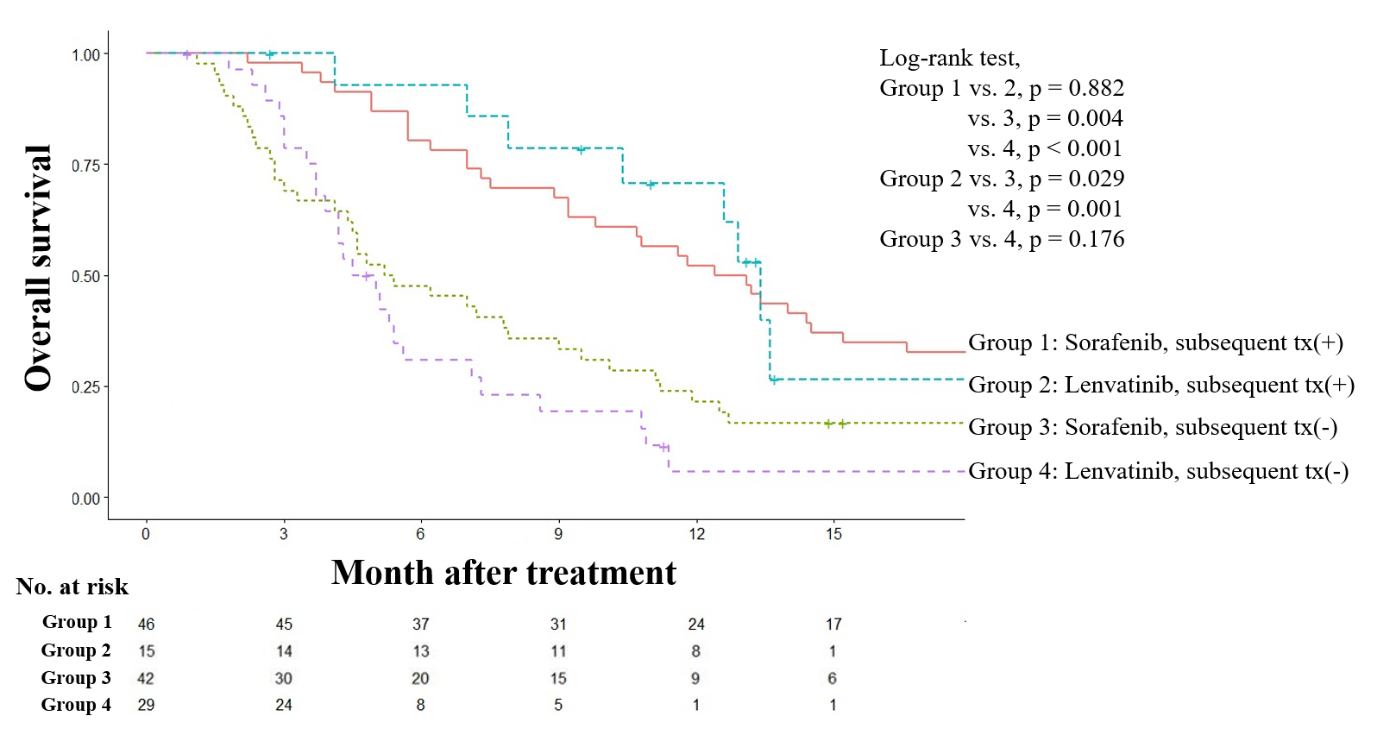 Log-rank test,
Group 1 vs. 2, p = 0.882
vs. 3, p = 0.004
vs. 4, p < 0.001
Group 2 vs. 3, p = 0.029
vs. 4, p = 0.001
Group 3 vs. 4, p = 0.176
Overall survival
1.00
0.75
0.50
0.25
0.00
Group 1: Sorafenib, subsequent tx(+)
Group 2: Lenvatinib, subsequent tx(+)
Group 3: Sorafenib, subsequent tx(-)
Group 4: Lenvatinib, subsequent tx(-)
0 3 6 9 12 15
Month after treatment
No. at risk
Group 1 46 45 37 31 24 17
Group 2 15 14 13 11 8 1
Group 3 42 30 20 15 9 6
Group 4 29 24 8 5 1 1